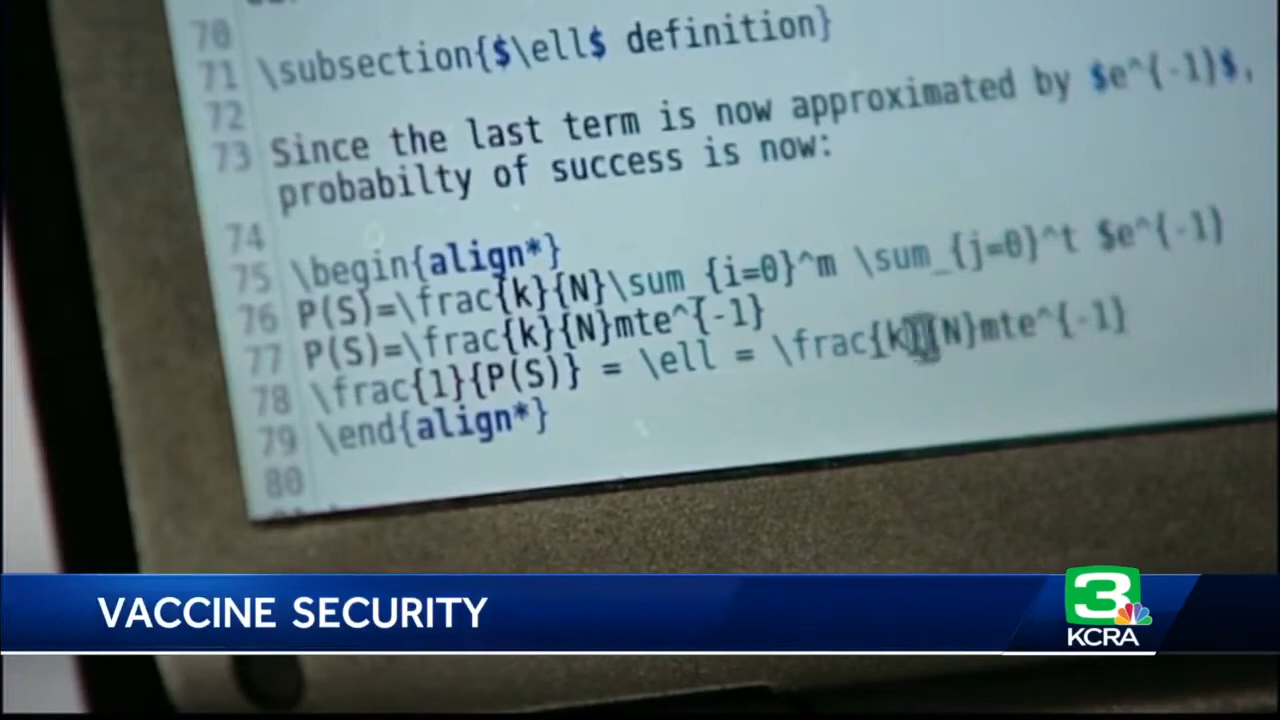 70
71 \subsection{$\ell$ definition}
72
73 Since the last term is now approximated by $e^{-1}$,
probabilty of success is now:
74
75 \begin{align*}
76 P(S)=\frac{k}{N}\sum_{i=0}^m \sum_{j=0}^t $e^{-1}
77 P(S)=\frac{k}{N}mte^{-1}
78 \frac{1}{P(S)} = \ell = \frac{k}{N}mte^{-1}
79 \end{align*}
80
VACCINE SECURITY
3
KCRA